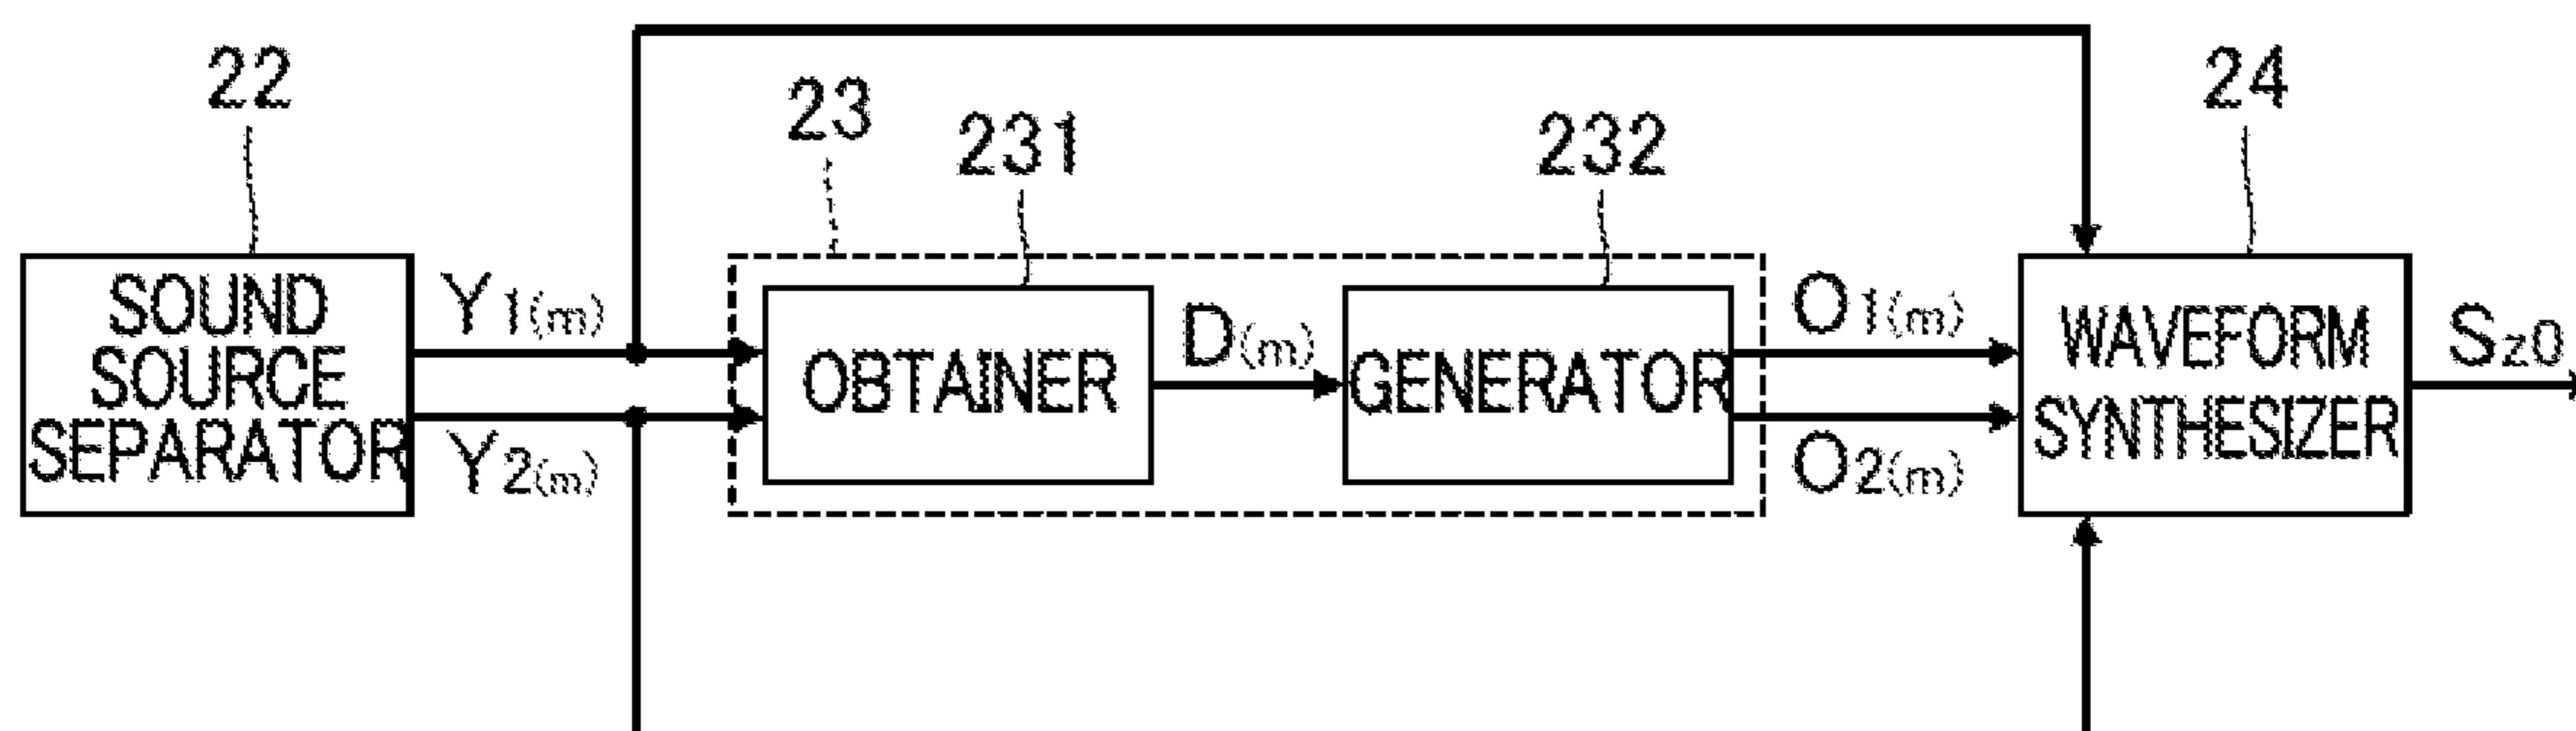 22
23
231
232
24
SOUND
SOURCE
SEPARATOR
Y1(m)
Y2(m)
OBTAINER
D(m)
GENERATOR
O1(m)
O2(m)
WAVEFORM
SYNTHESIZER
Sz0